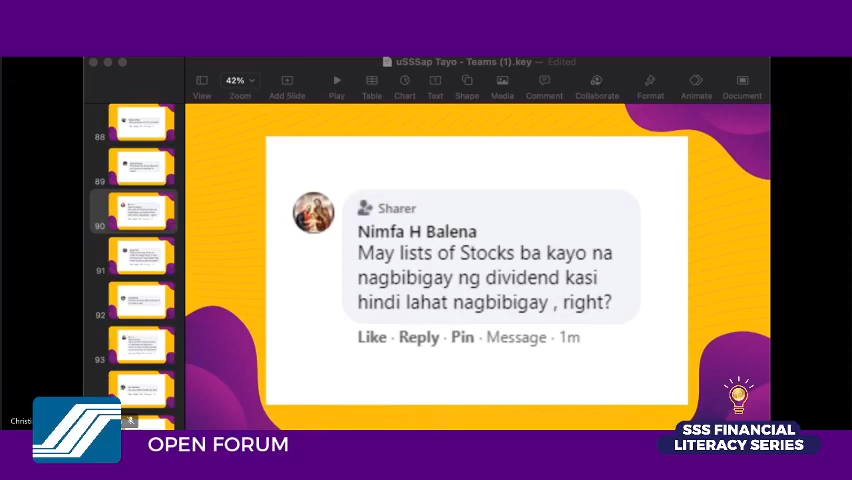 uSSSap Tayo - Teams (1).key — Edited
42%
View Zoom Add Slide Play Table Chart Text Shape Media Comment Collaborate Format Animate Document
88
89
90
91
92
93
Sharer
Nimfa H Balena
May lists of Stocks ba kayo na
nagbibigay ng dividend kasi
hindi lahat nagbibigay , right?
Like · Reply · Pin · Message · 1m
Christi
OPEN FORUM
SSS FINANCIAL
LITERACY SERIES